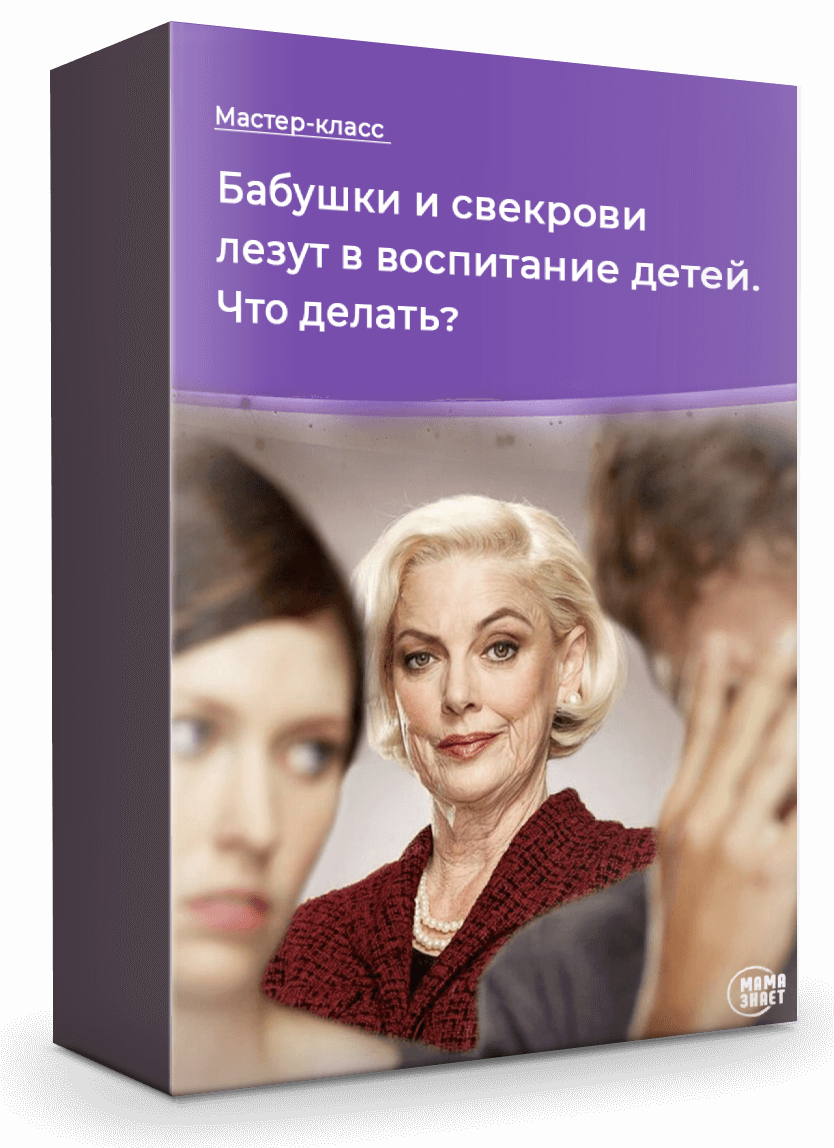 Мастер-класс
Бабушки и свекрови
лезут в воспитание детей.
Что делать?
МАМА
ЗНАЕТ